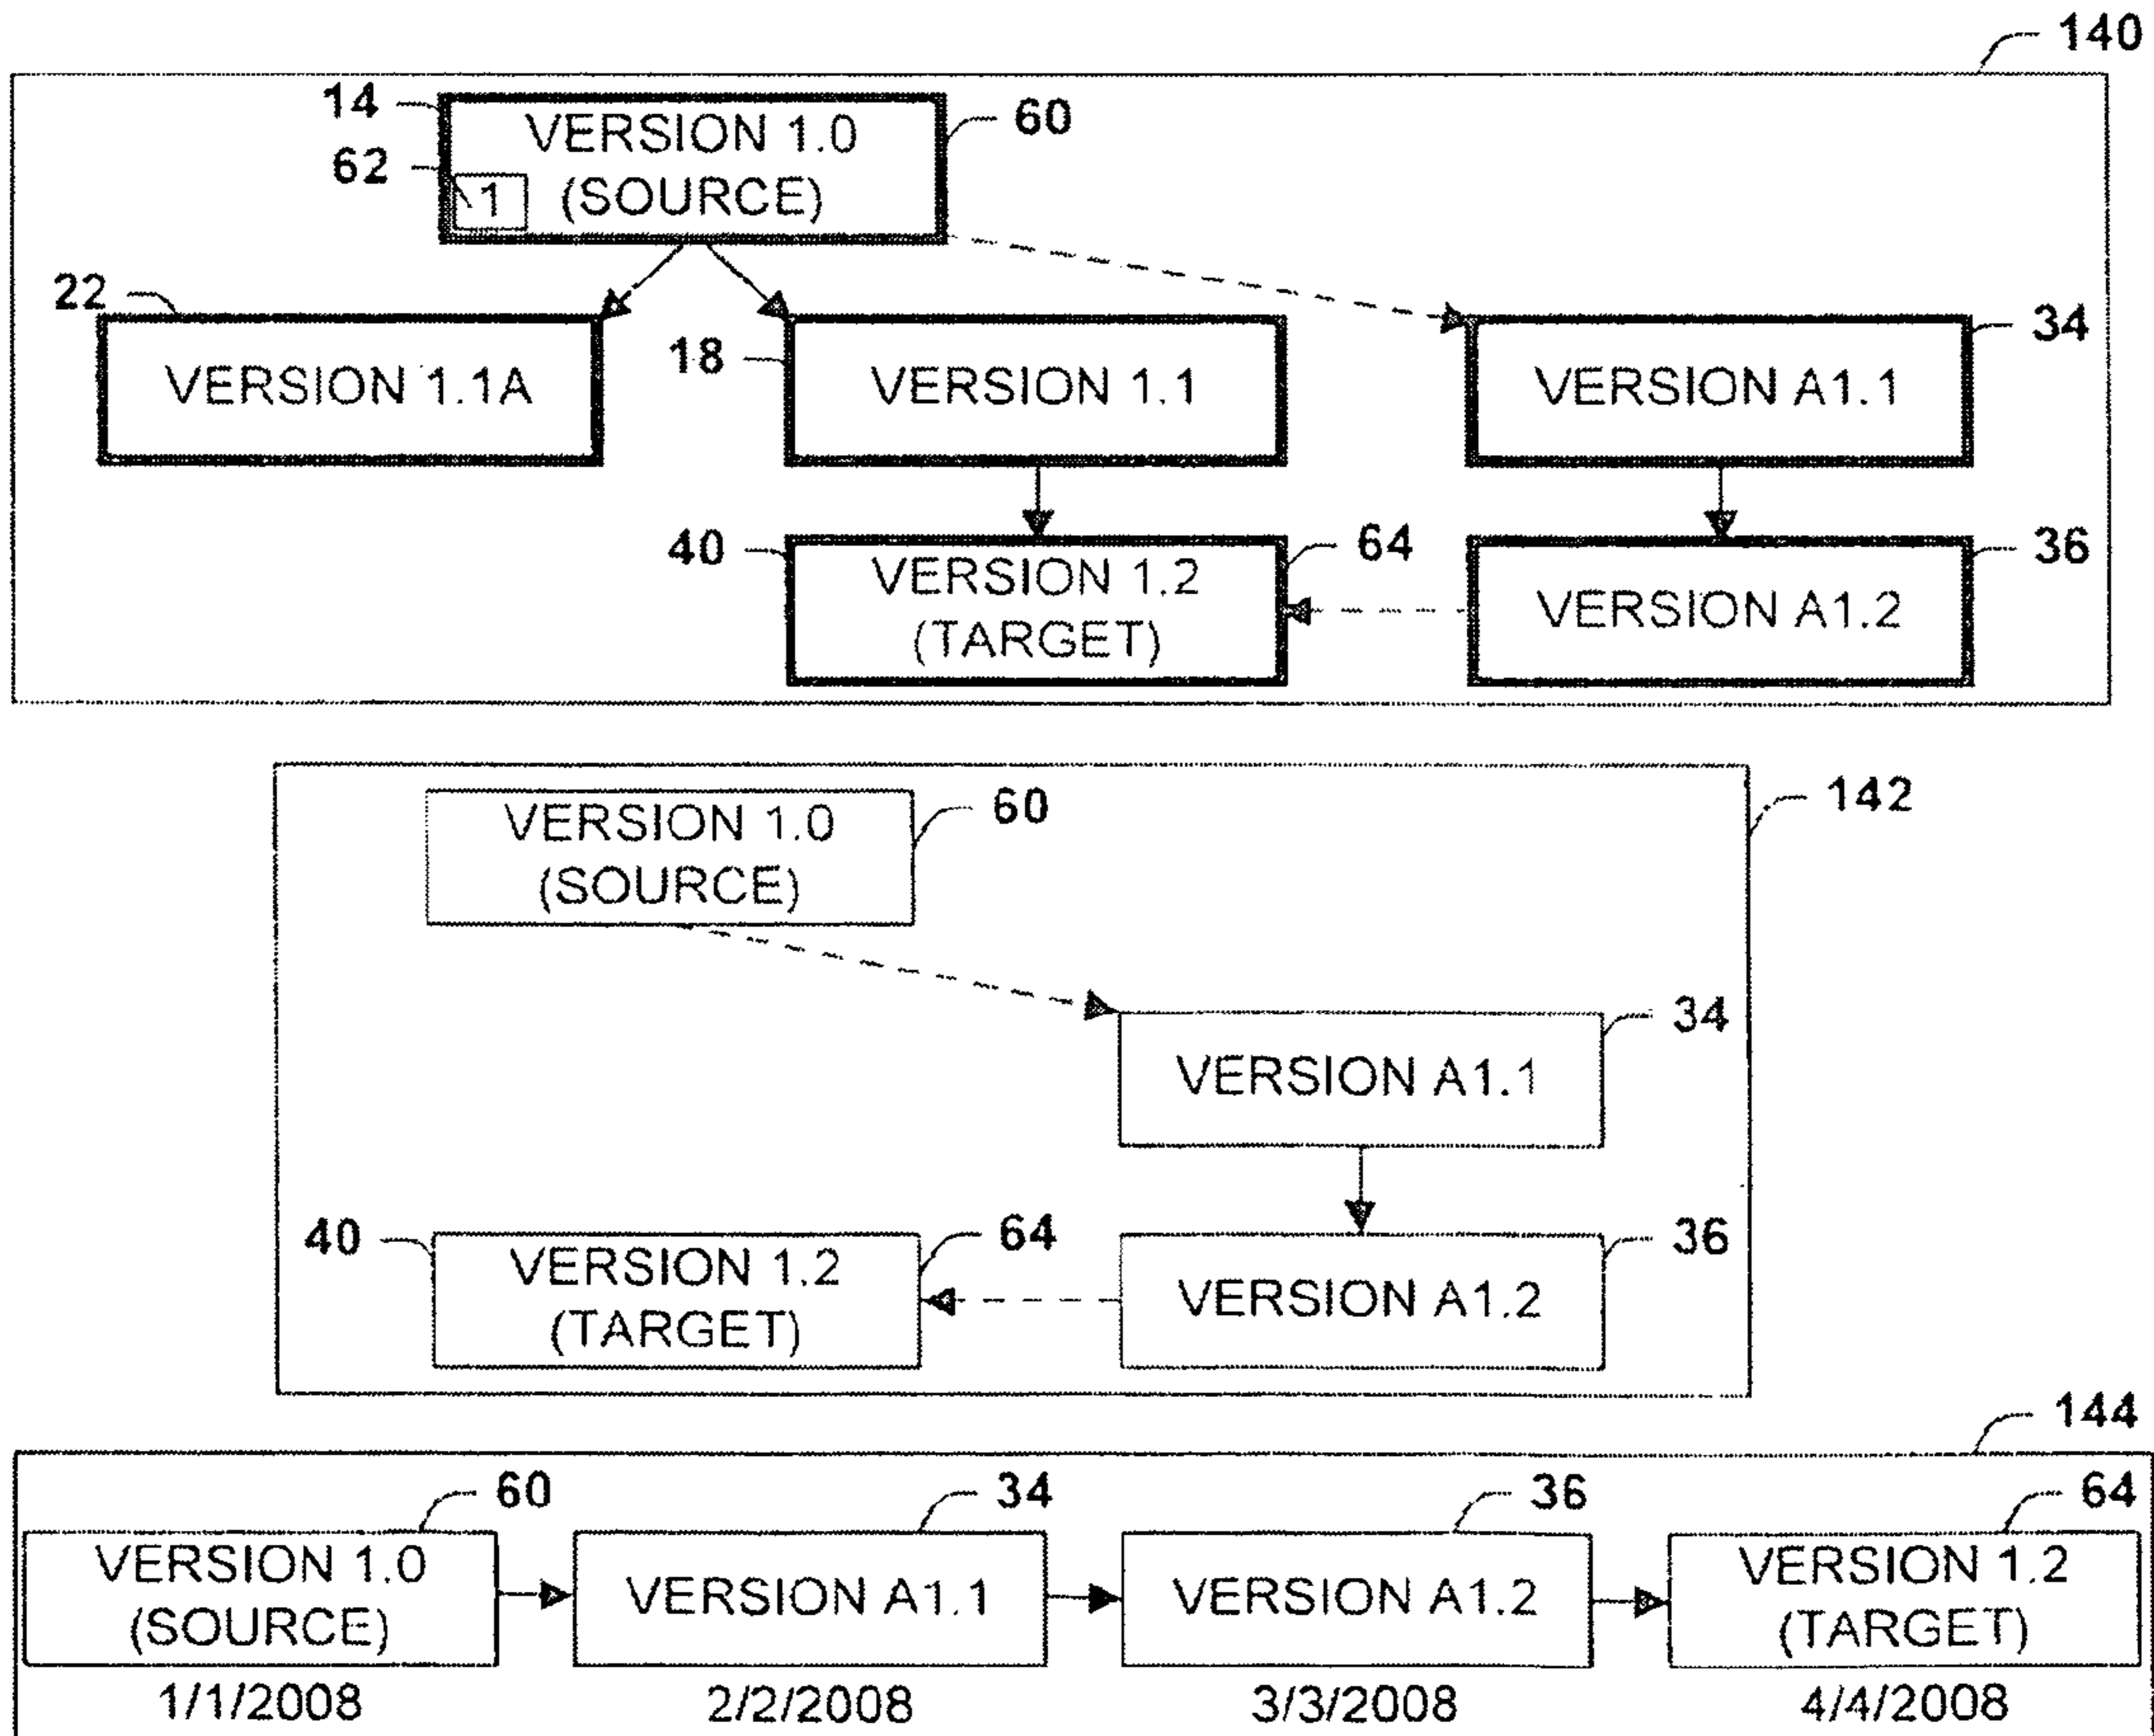 140
14
VERSION 1.0
60
62
1
(SOURCE)
22
18
34
VERSION 1.1A
VERSION 1.1
VERSION A1.1
40
VERSION 1.2
64
36
(TARGET)
VERSION A1.2
VERSION 1.0
(SOURCE)
60
142
34
VERSION A1.1
40
VERSION 1.2
(TARGET)
64
VERSION A1.2
36
144
60
34
36
64
VERSION 1.0
(SOURCE)
VERSION A1.1
VERSION A1.2
VERSION 1.2
(TARGET)
1/1/2008
2/2/2008
3/3/2008
4/4/2008